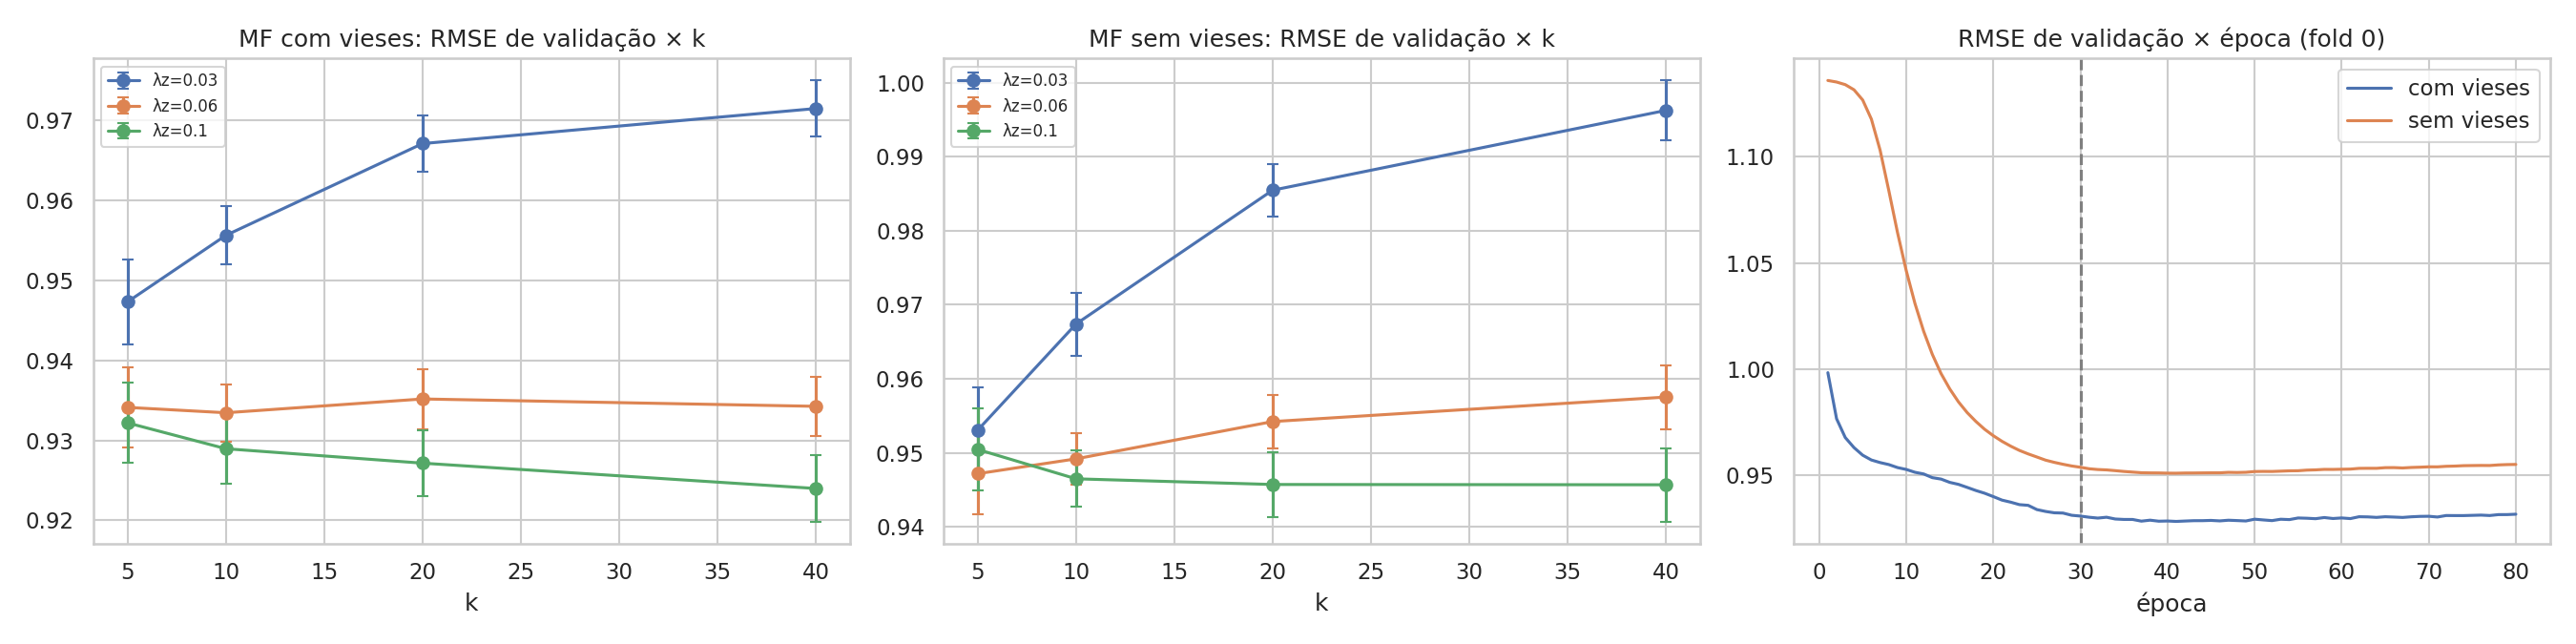 MF com vieses: RMSE de validação × k
λz=0.03
λz=0.06
λz=0.1
0.97
0.96
0.95
0.94
0.93
0.92
5 10 15 20 25 30 35 40
k
MF sem vieses: RMSE de validação × k
λz=0.03
λz=0.06
λz=0.1
1.00
0.99
0.98
0.97
0.96
0.95
0.94
5 10 15 20 25 30 35 40
k
RMSE de validação × época (fold 0)
com vieses
sem vieses
1.10
1.05
1.00
0.95
0 10 20 30 40 50 60 70 80
época